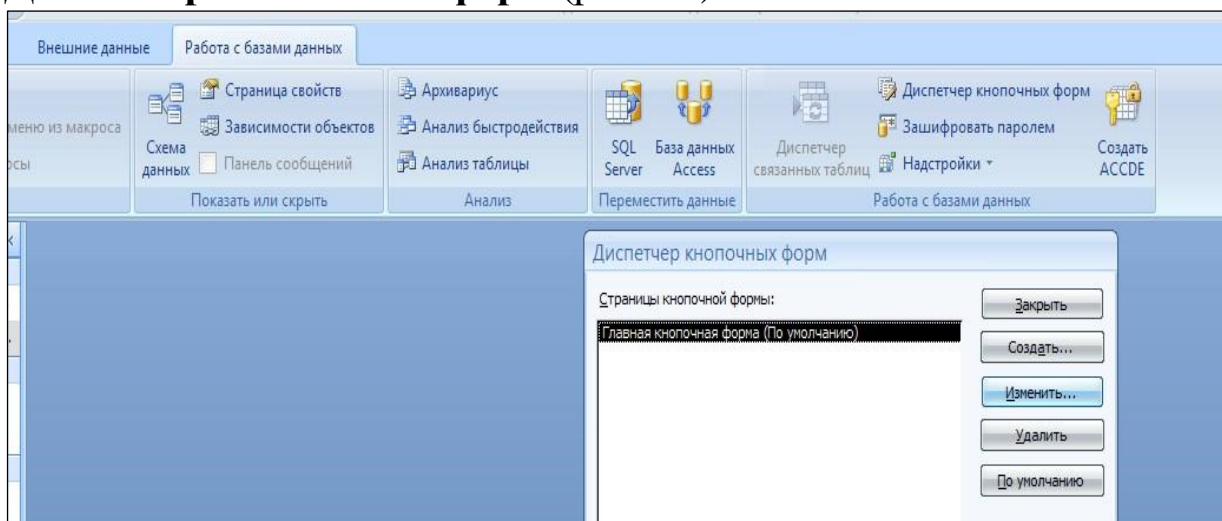 Внешние данные
Работа с базами данных
меню из макроса
Схема данных
Страница свойств
Зависимости объектов
Панель сообщений
Показать или скрыть
Архивариус
Анализ быстродействия
Анализ таблицы
Анализ
SQL Server
База данных Access
Переместить данные
Диспетчер связанных таблиц
Диспетчер кнопочных форм
Зашифровать паролем
Надстройки
Создать ACCDE
Работа с базами данных
Диспетчер кнопочных форм
Страницы кнопочной формы:
Главная кнопочная форма (По умолчанию)
Закрыть
Создать...
Изменить...
Удалить
По умолчанию